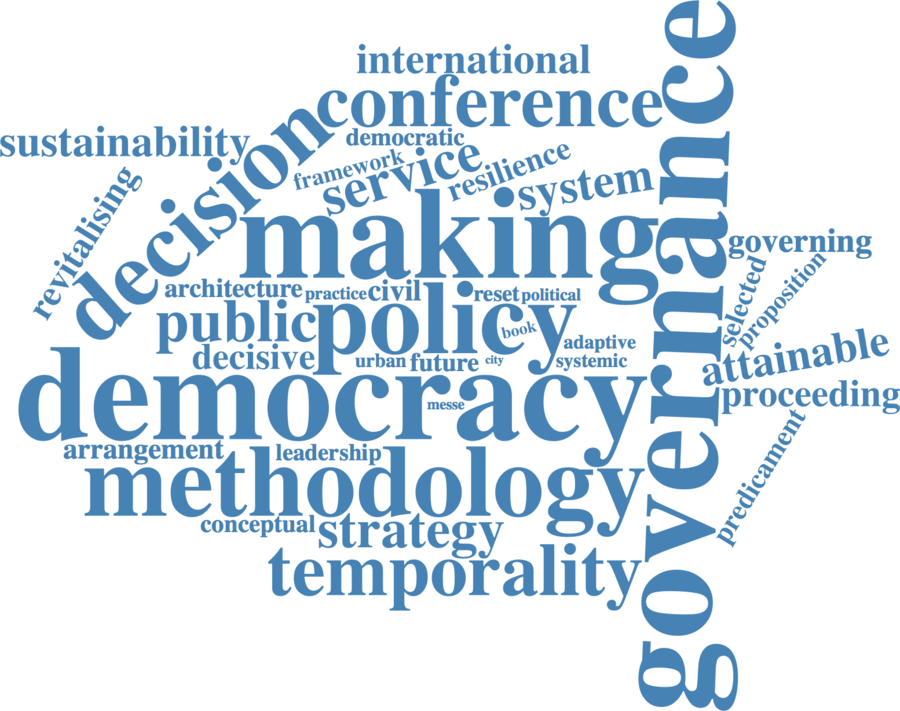 international
conference
sustainability
decision
democratic
framework
service
resilience
system
revitalising
making
governance
governing
selected
proposition
architecture
practice
civil
reset
political
public
policy
book
adaptive
decisive
urban
future
city
systemic
attainable
democracy
messe
proceeding
arrangement
leadership
predicament
methodology
conceptual
strategy
temporality